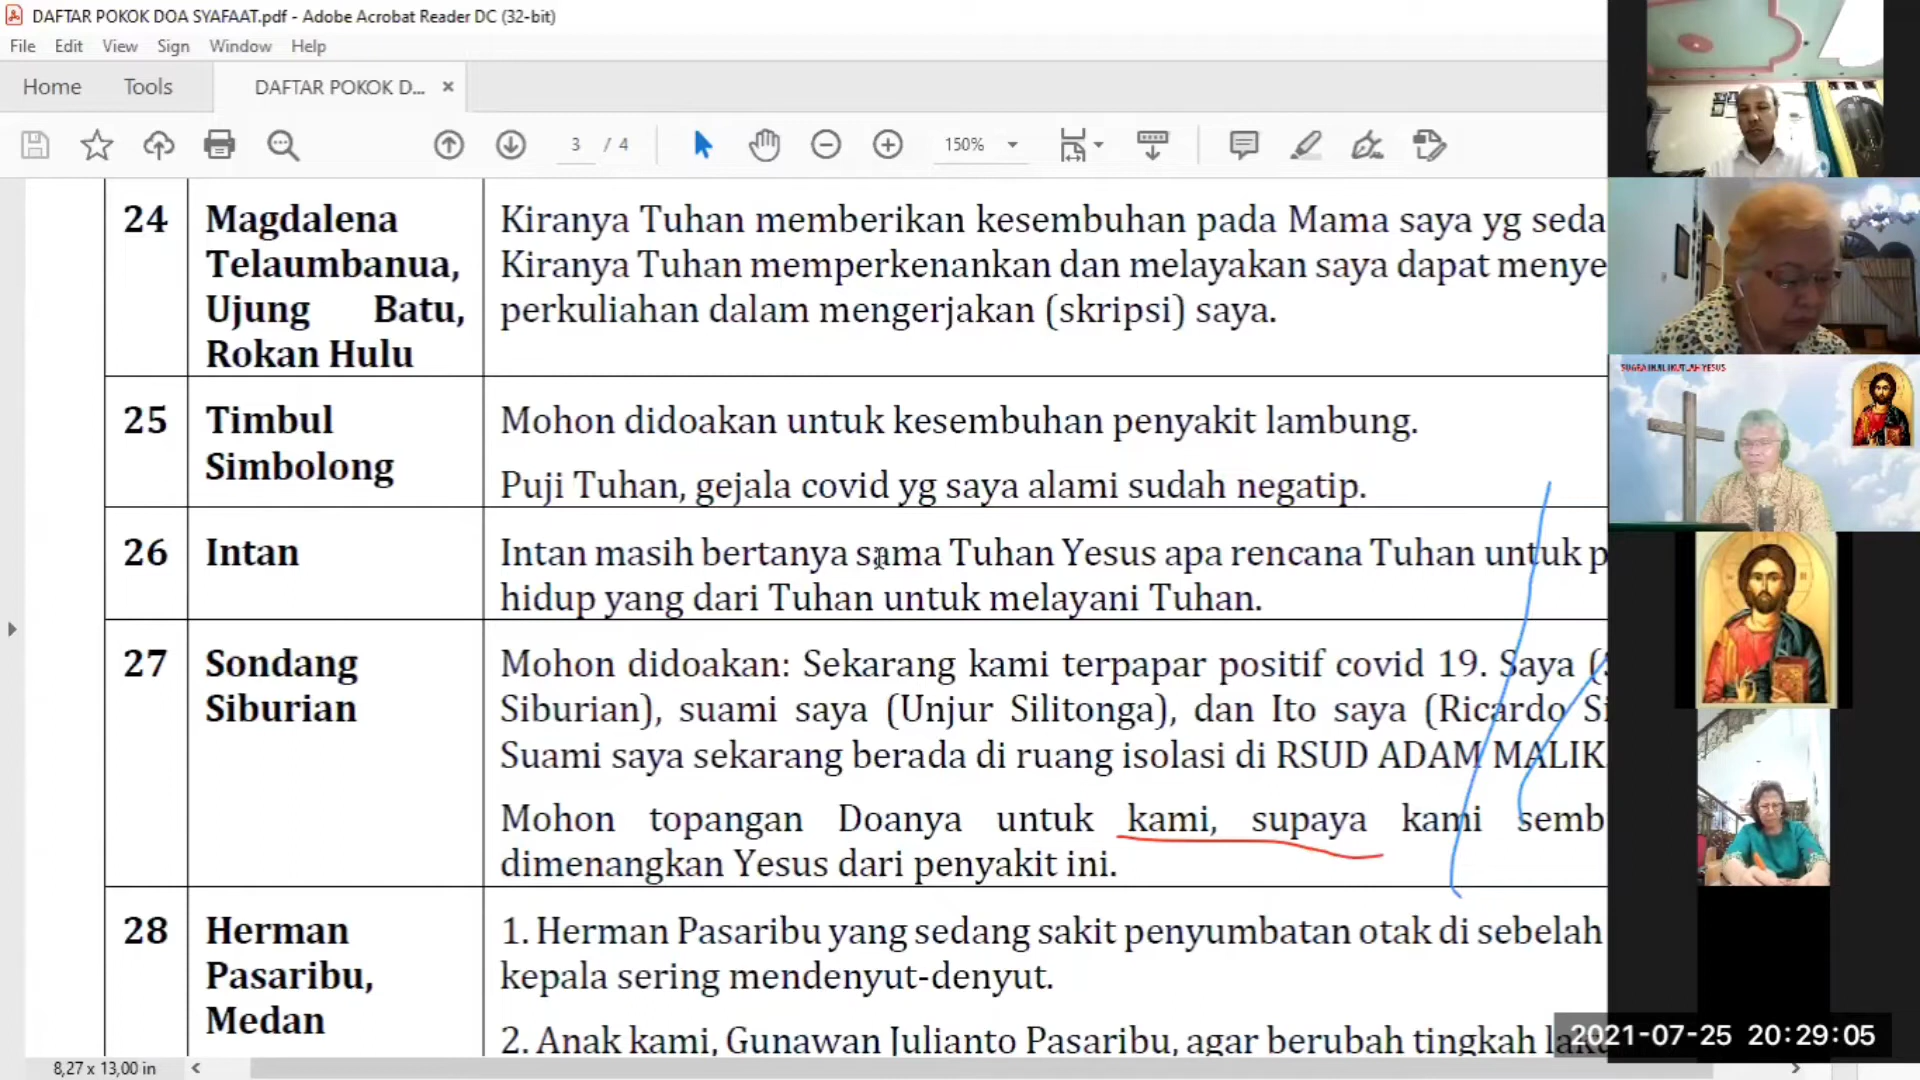 DAFTAR POKOK DOA SYAFAAT.pdf - Adobe Acrobat Reader DC (32-bit)
File Edit View Sign Window Help
Home Tools DAFTAR POKOK D... ×
3 / 4 150%
24 Magdalena Telaumbanua, Ujung Batu, Rokan Hulu
Kiranya Tuhan memberikan kesembuhan pada Mama saya yg seda
Kiranya Tuhan memperkenankan dan melayakan saya dapat menye
perkuliahan dalam mengerjakan (skripsi) saya.
25 Timbul Simbolong
Mohon didoakan untuk kesembuhan penyakit lambung.
Puji Tuhan, gejala covid yg saya alami sudah negatip.
26 Intan
Intan masih bertanya sama Tuhan Yesus apa rencana Tuhan untuk p
hidup yang dari Tuhan untuk melayani Tuhan.
27 Sondang Siburian
Mohon didoakan: Sekarang kami terpapar positif covid 19. Saya (
Siburian), suami saya (Unjur Silitonga), dan Ito saya (Ricardo Si
Suami saya sekarang berada di ruang isolasi di RSUD ADAM MALIK
Mohon topangan Doanya untuk kami, supaya kami semb
dimenangkan Yesus dari penyakit ini.
28 Herman Pasaribu, Medan
1. Herman Pasaribu yang sedang sakit penyumbatan otak di sebelah
kepala sering mendenyut-denyut.
2. Anak kami, Gunawan Julianto Pasaribu, agar berubah tingkah laku
8,27 x 13,00 in
2021-07-25 20:29:05